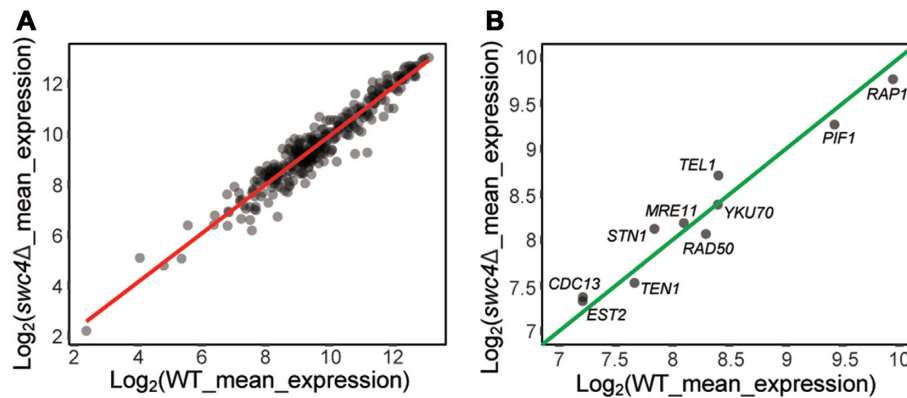 A
Log2(swc4Δ_mean_expression)
12
10
8
6
4
2
2 4 6 8 10 12
Log2(WT_mean_expression)
B
Log2(swc4Δ_mean_expression)
10
9.5
9
8.5
8
7.5
7
RAP1
PIF1
TEL1
MRE11
YKU70
STN1
RAD50
CDC13
TEN1
EST2
7 7.5 8 8.5 9 9.5 10
Log2(WT_mean_expression)